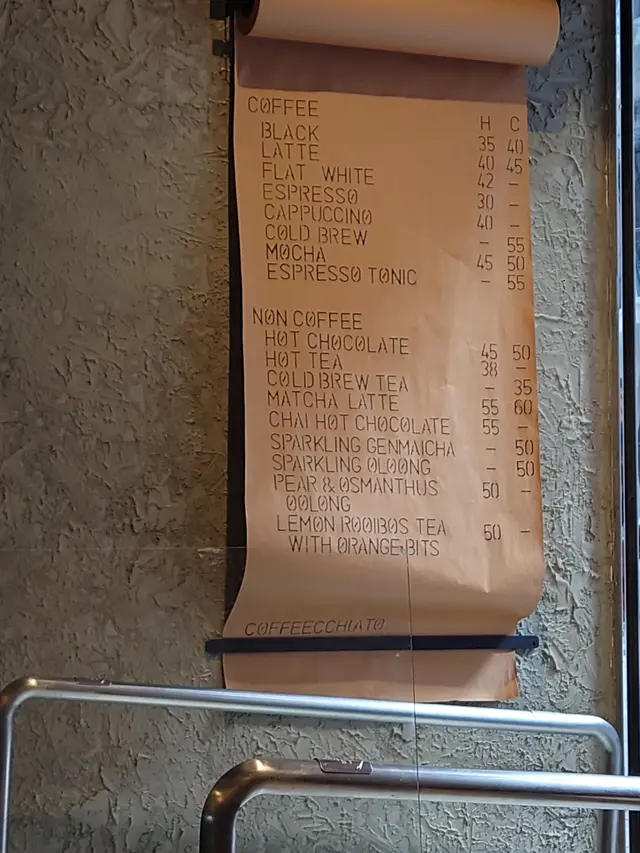 COFFEE H C
BLACK 35 40
LATTE 40 45
FLAT WHITE 42 -
ESPRESSO 30 -
CAPPUCCINO 40 -
COLD BREW - 55
MOCHA 45 50
ESPRESSO TONIC - 55
NON COFFEE
HOT CHOCOLATE 45 50
HOT TEA 38 -
COLD BREW TEA - 35
MATCHA LATTE 55 60
CHAI HOT CHOCOLATE 55 -
SPARKLING GENMAICHA - 50
SPARKLING OLOONG - 50
PEAR & OSMANTHUS 50 -
OOLONG
LEMON ROOIBOS TEA 50 -
WITH ORANGE BITS
COFFEECCHIATO